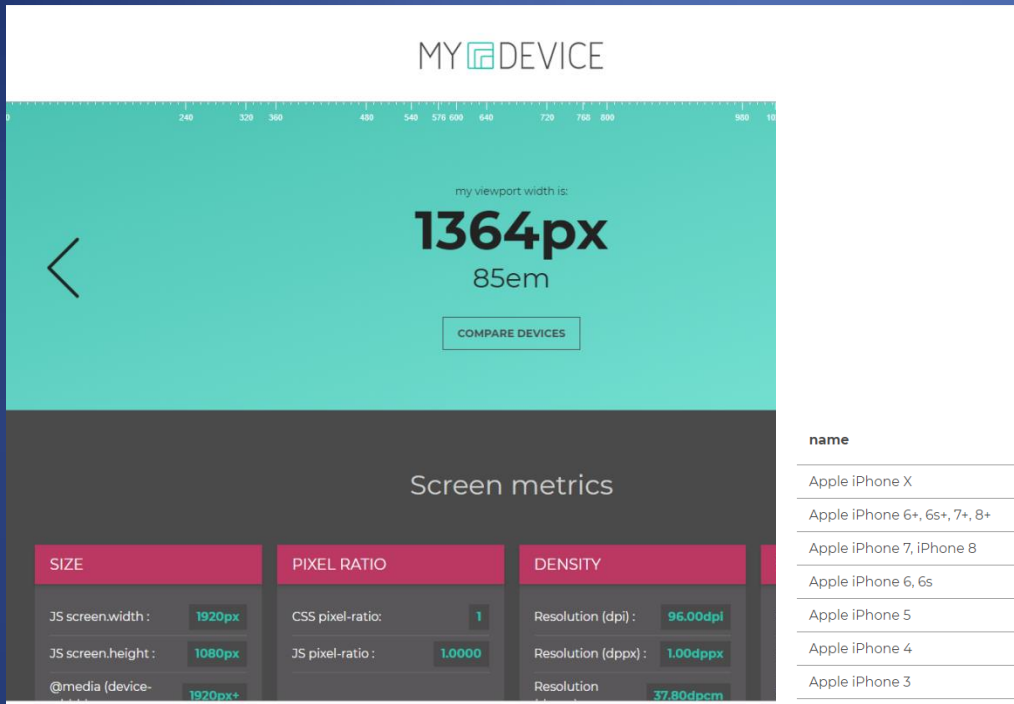 MY DEVICE
0 240 320 360 480 540 576 600 640 720 768 800 980
my viewport width is:
1364px
85em
COMPARE DEVICES
Screen metrics
SIZE
JS screen.width : 1920px
JS screen.height : 1080px
@media (device-
1920px+
PIXEL RATIO
CSS pixel-ratio: 1
JS pixel-ratio : 1.0000
DENSITY
Resolution (dpi) : 96.00dpi
Resolution (dppx) : 1.00dppx
Resolution
37.80dpcm
name
Apple iPhone X
Apple iPhone 6+, 6s+, 7+, 8+
Apple iPhone 7, iPhone 8
Apple iPhone 6, 6s
Apple iPhone 5
Apple iPhone 4
Apple iPhone 3